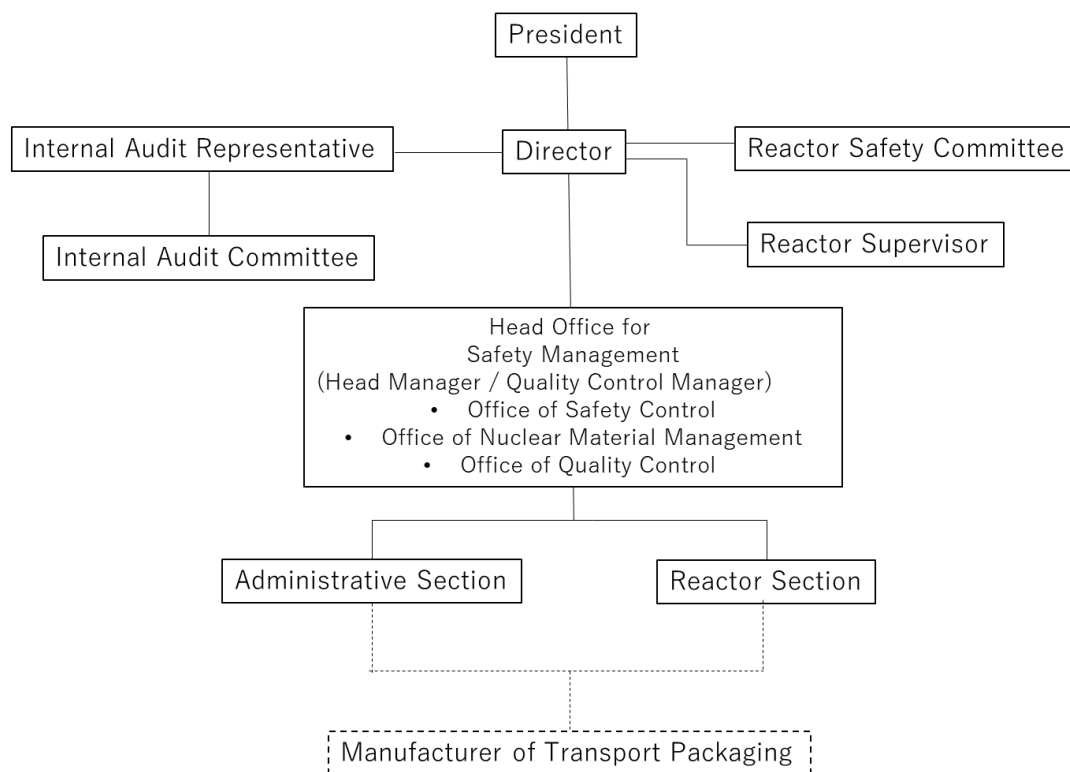 President
Internal Audit Representative
Director
Reactor Safety Committee
Internal Audit Committee
Reactor Supervisor
Head Office for
Safety Management
(Head Manager / Quality Control Manager)
• Office of Safety Control
• Office of Nuclear Material Management
• Office of Quality Control
Administrative Section
Reactor Section
Manufacturer of Transport Packaging